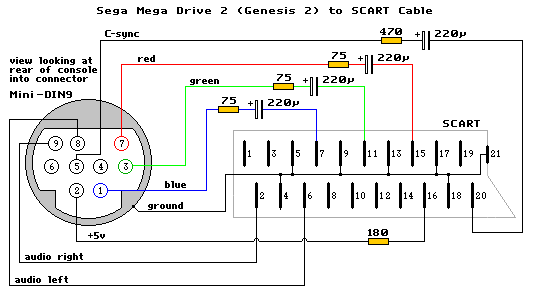 Sega Mega Drive 2 (Genesis 2) to SCART Cable
C-sync
470
+
220µ
view looking at
rear of console
into connector
Mini-DIN9
red
75
+
220µ
green
75
+
220µ
blue
75
+
220µ
SCART
9
8
7
6
5
4
3
2
1
1
3
5
7
9
11
13
15
17
19
21
2
4
6
8
10
12
14
16
18
20
ground
+5v
180
audio right
audio left